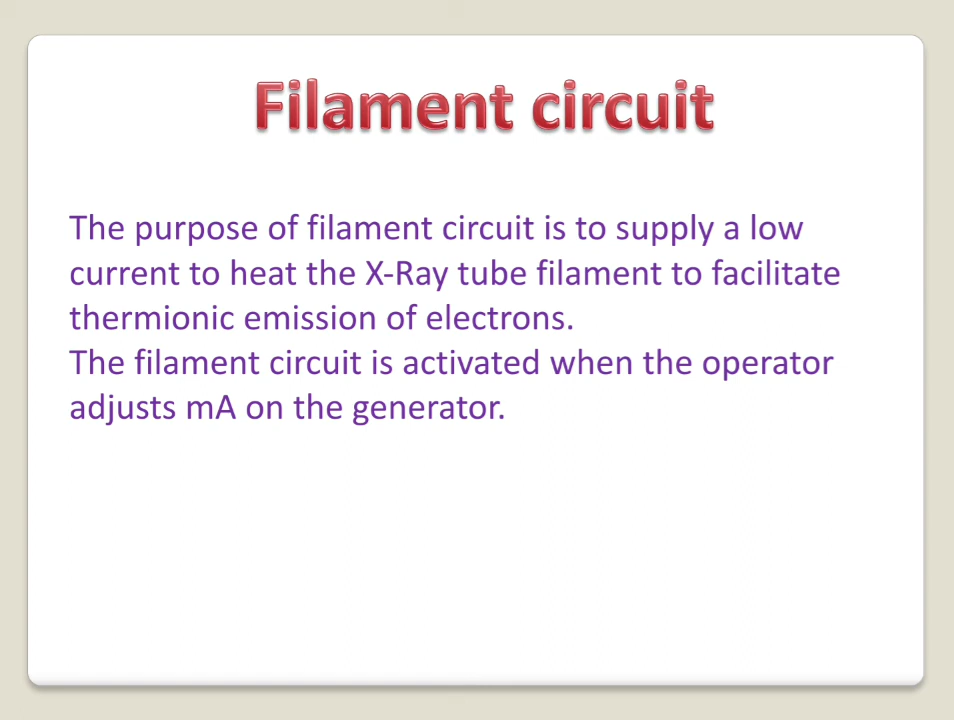 Filament circuit
The purpose of filament circuit is to supply a low
current to heat the X-Ray tube filament to facilitate
thermionic emission of electrons.
The filament circuit is activated when the operator
adjusts mA on the generator.